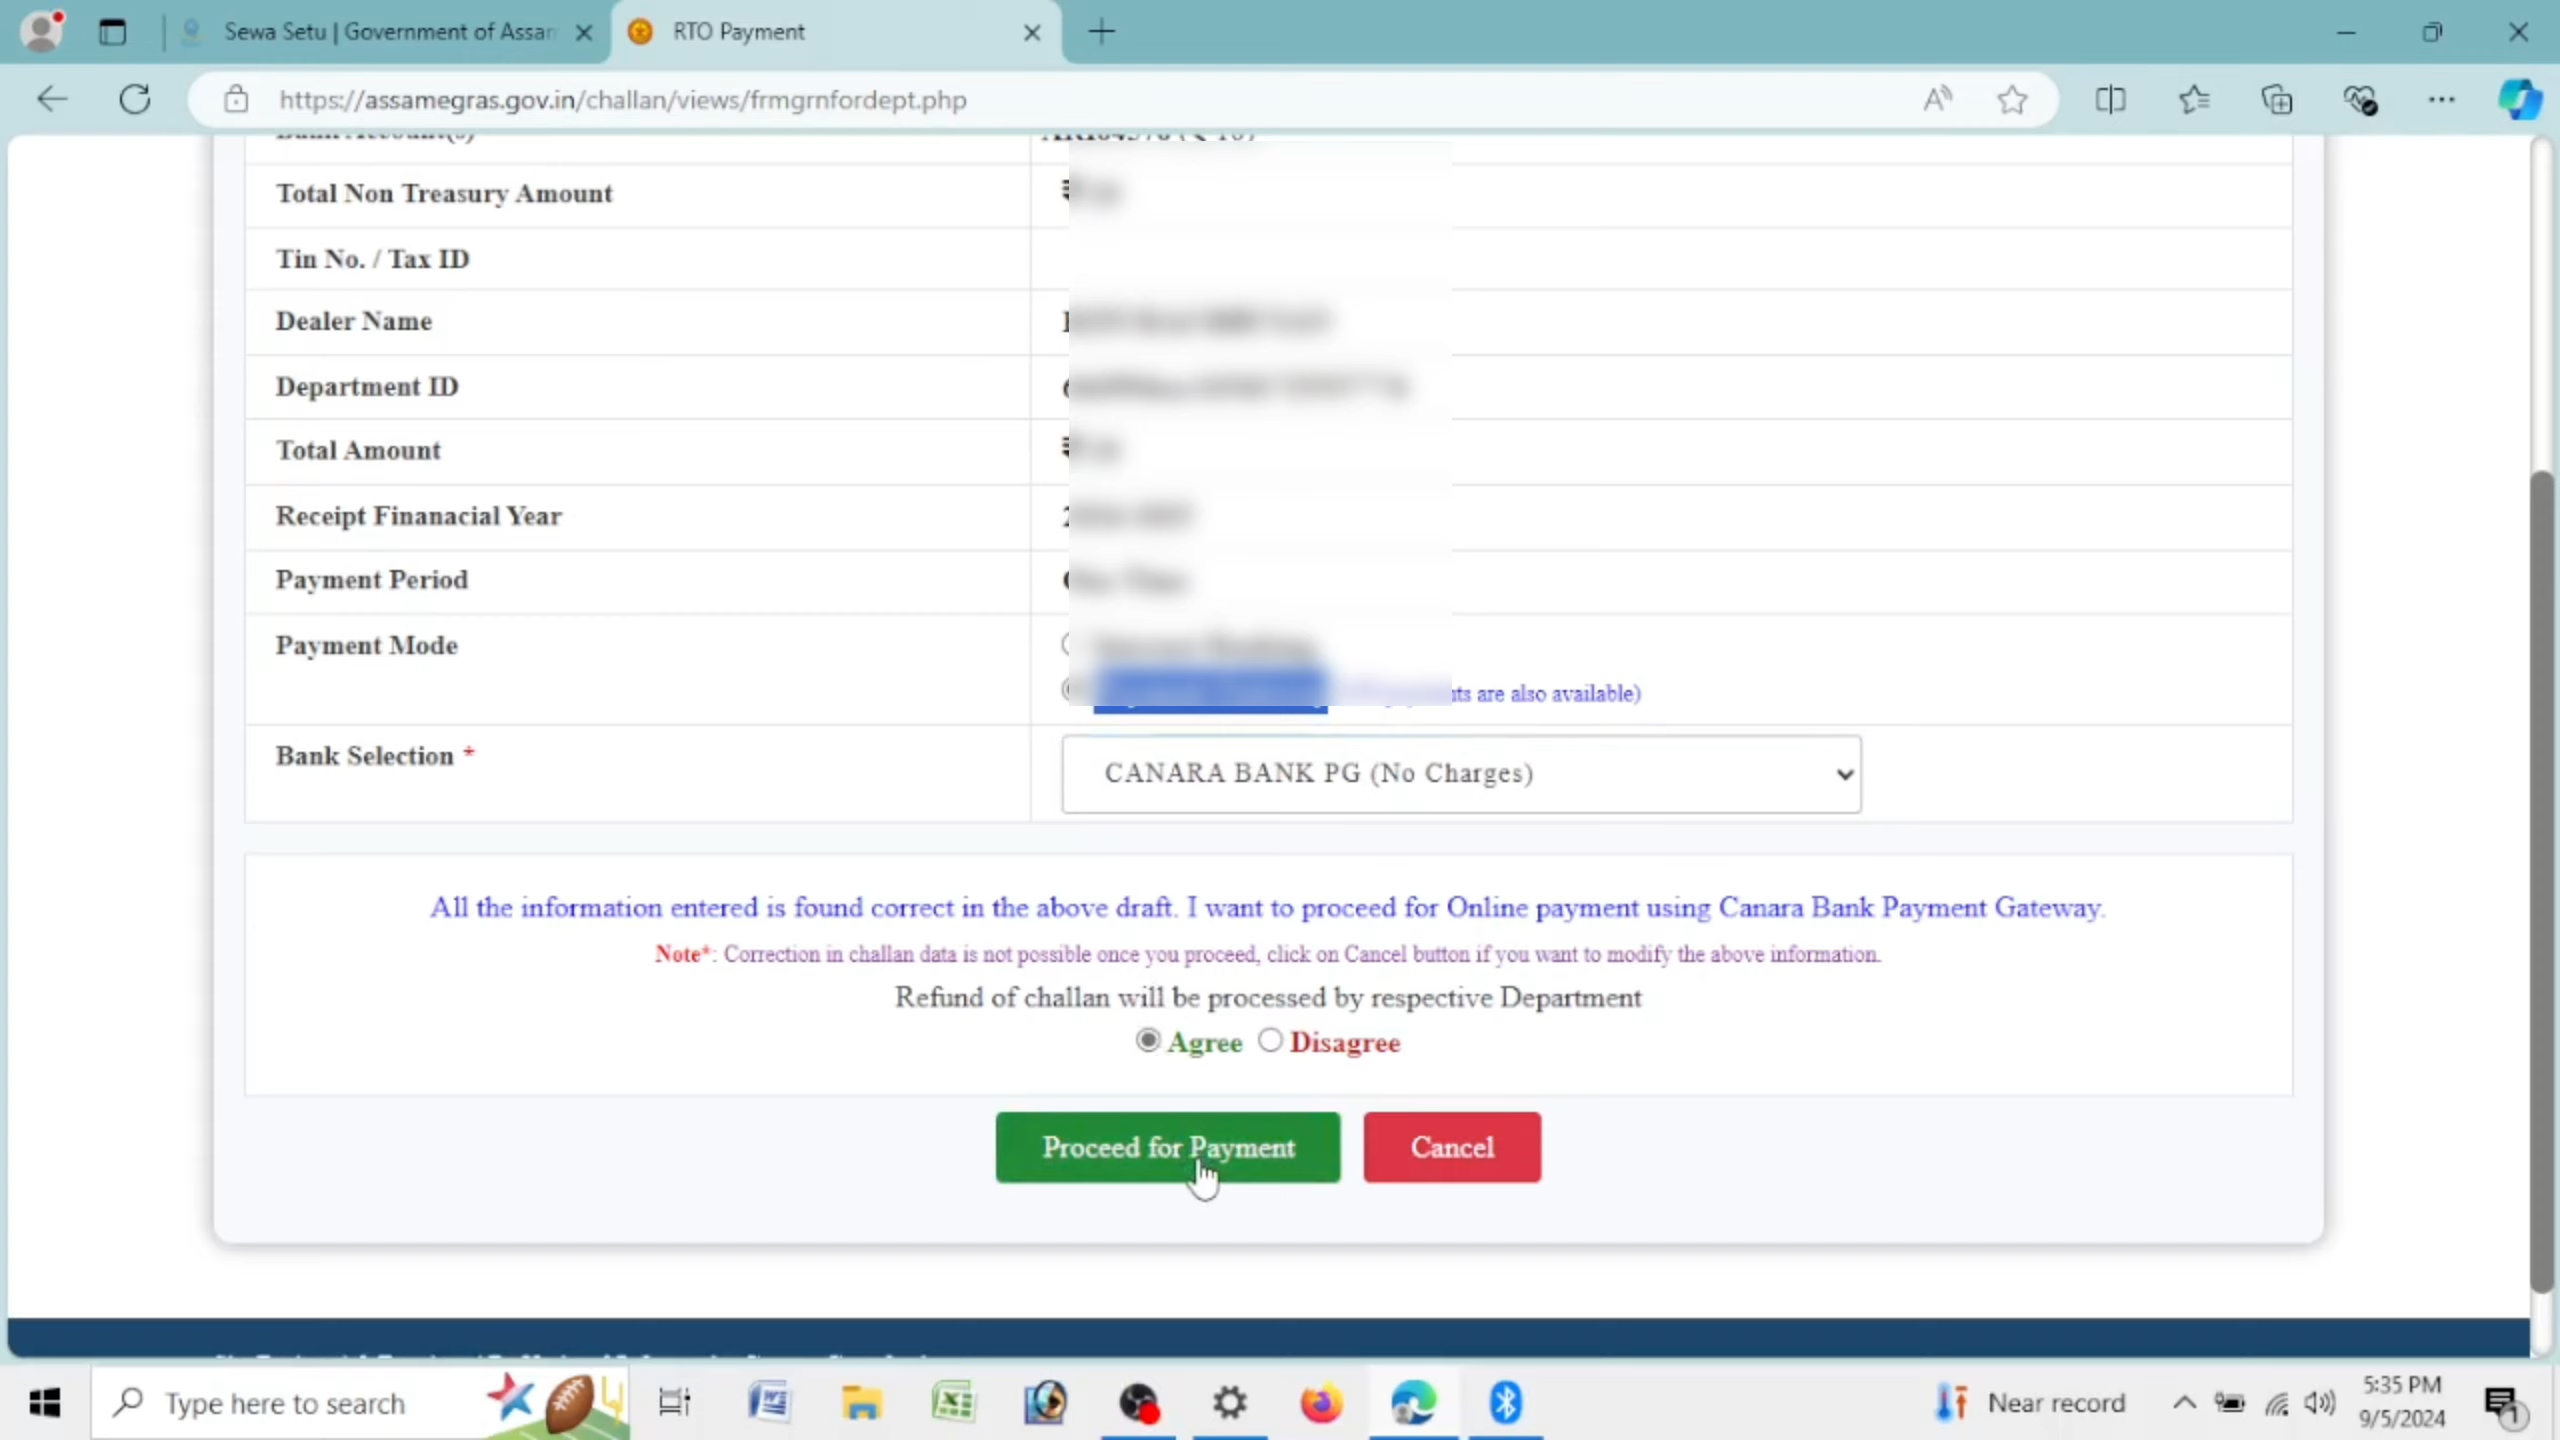 Sewa Setu | Government of Assam
RTO Payment
https://assamegras.gov.in/challan/views/frmgrnfordept.php
Bank Account(s)
Total Non Treasury Amount
₹
Tin No. / Tax ID
Dealer Name
Department ID
Total Amount
₹
Receipt Finanacial Year
Payment Period
Payment Mode
are also available)
Bank Selection *
CANARA BANK PG (No Charges)
All the information entered is found correct in the above draft. I want to proceed for Online payment using Canara Bank Payment Gateway.
Note*: Correction in challan data is not possible once you proceed, click on Cancel button if you want to modify the above information.
Refund of challan will be processed by respective Department
Agree Disagree
Proceed for Payment Cancel
Type here to search
Near record
5:35 PM
9/5/2024
1